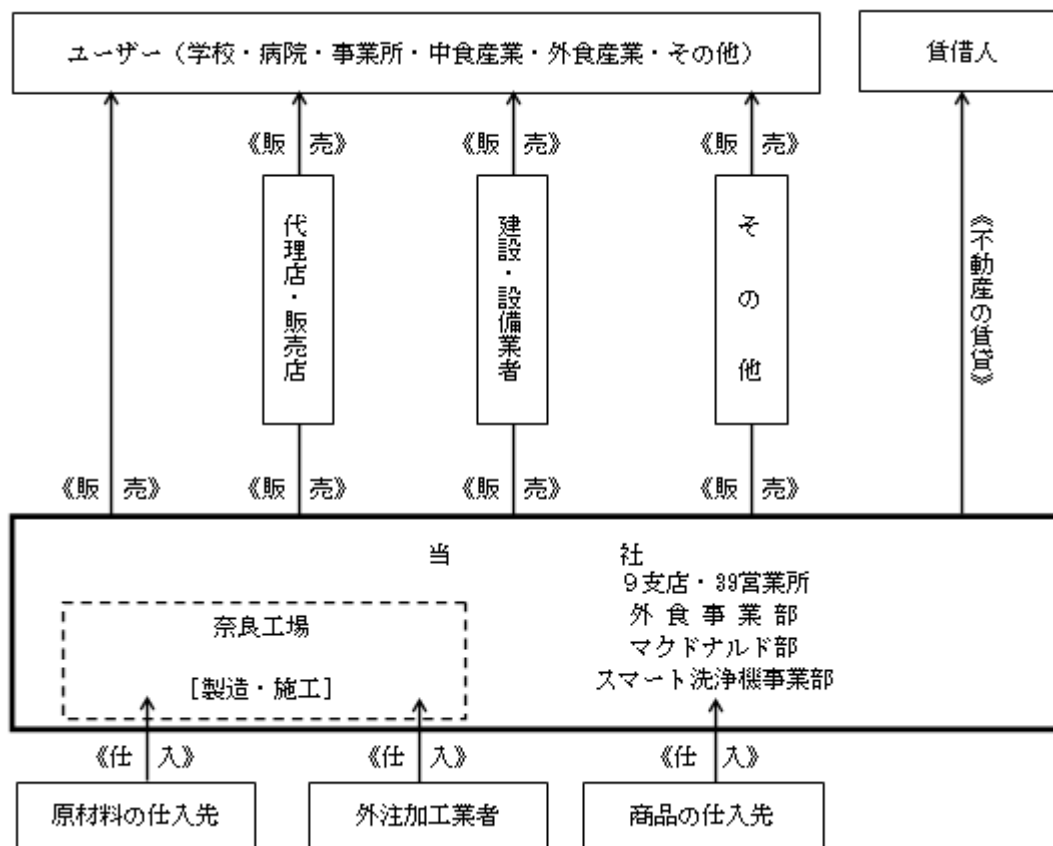 ユーザー（学校・病院・事業所・中食産業・外食産業・その他）
賃借人
《販　売》
《販　売》
《販　売》
代理店・販売店
建設・設備業者
その他
《不動産の賃貸》
《販　売》
《販　売》
《販　売》
《販　売》
当　社
９支店・39営業所
外食事業部
マクドナルド部
スマート洗浄機事業部
奈良工場
[製造・施工]
《仕　入》
《仕　入》
《仕　入》
原材料の仕入先
外注加工業者
商品の仕入先